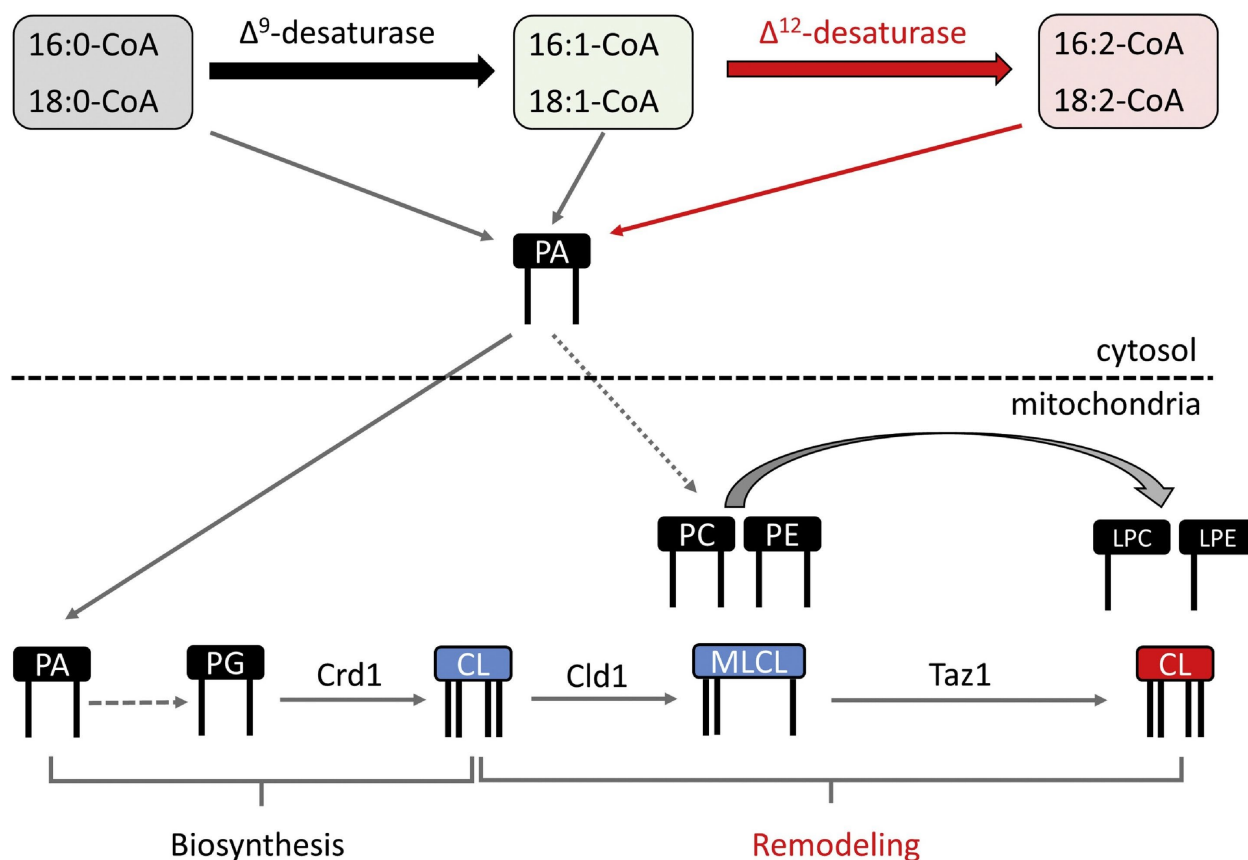 16:0-CoA
18:0-CoA
Δ⁹-desaturase
16:1-CoA
18:1-CoA
Δ¹²-desaturase
16:2-CoA
18:2-CoA
PA
cytosol
mitochondria
PC
PE
LPC
LPE
PA
PG
Crd1
CL
Cld1
MLCL
Taz1
CL
Biosynthesis
Remodeling